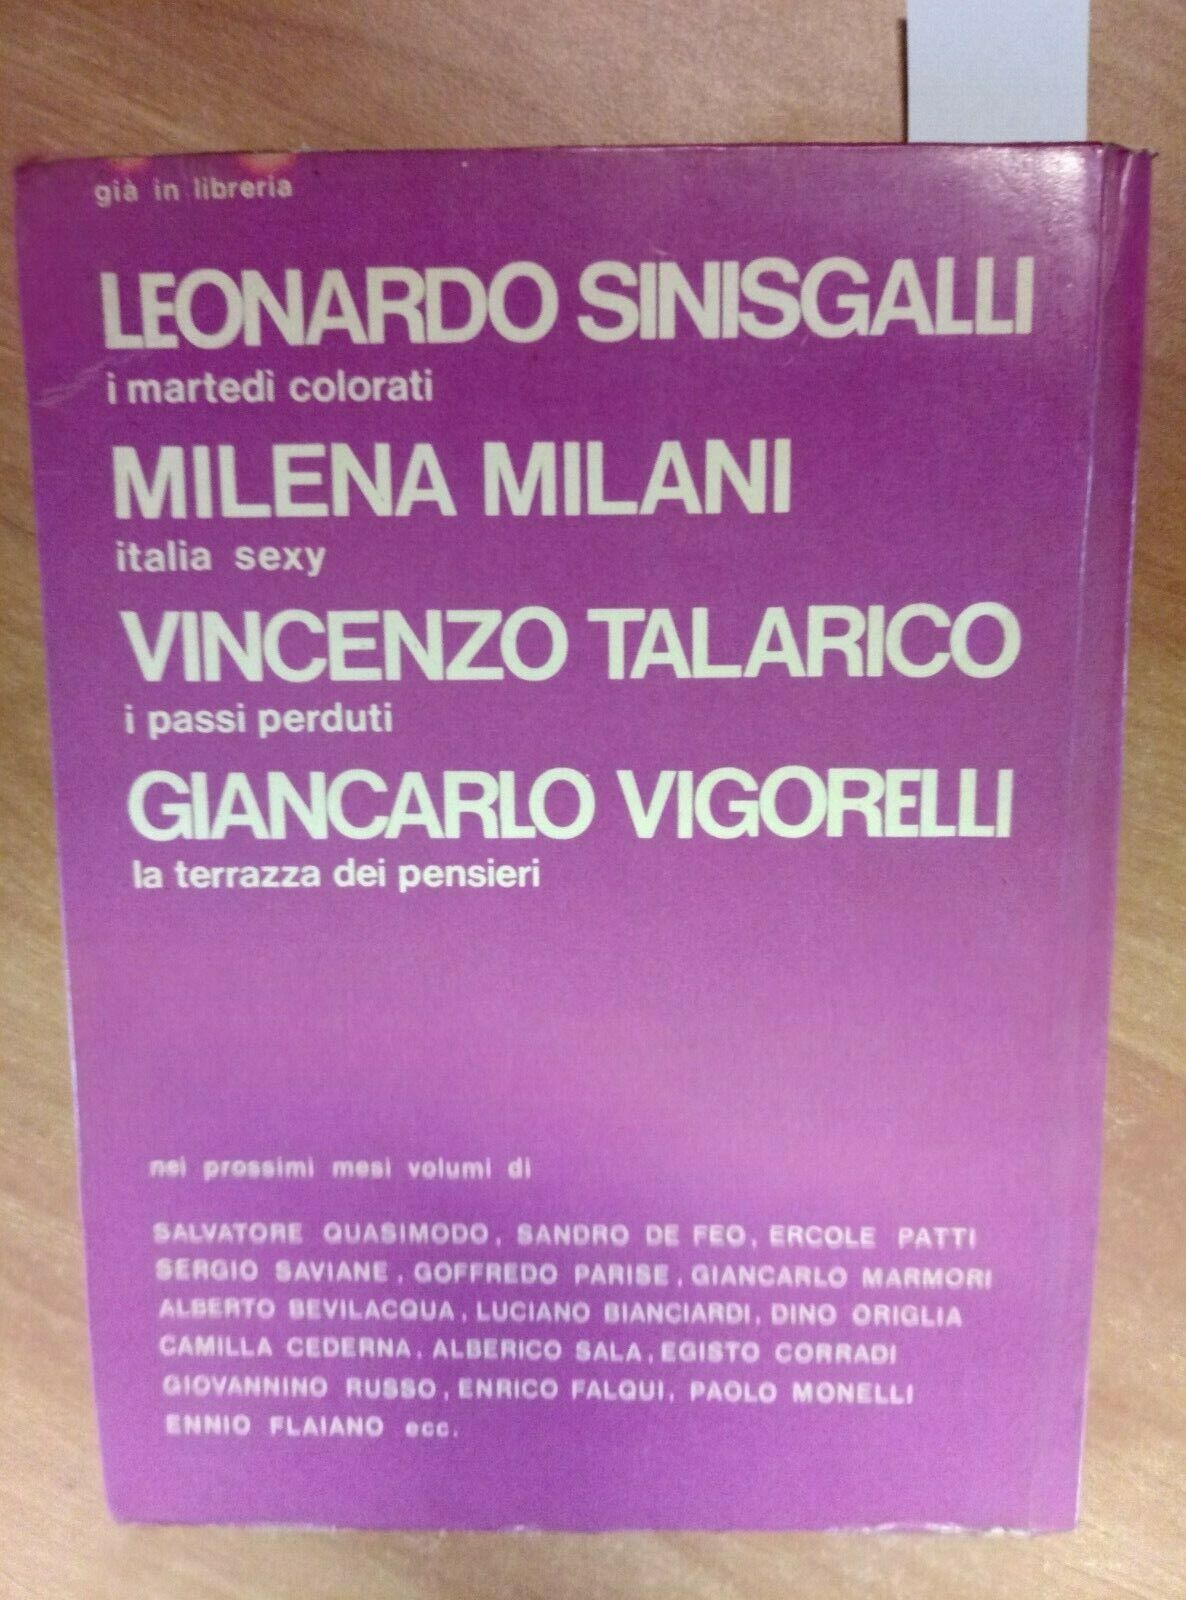 già in libreria
LEONARDO SINISGALLI
i martedì colorati
MILENA MILANI
italia sexy
VINCENZO TALARICO
i passi perduti
GIANCARLO VIGORELLI
la terrazza dei pensieri
nei prossimi mesi volumi di
SALVATORE QUASIMODO, SANDRO DE FEO, ERCOLE PATTI
SERGIO SAVIANE, GOFFREDO PARISE, GIANCARLO MARMORI
ALBERTO BEVILACQUA, LUCIANO BIANCIARDI, DINO ORIGLIA
CAMILLA CEDERNA, ALBERICO SALA, EGISTO CORRADI
GIOVANNINO RUSSO, ENRICO FALQUI, PAOLO MONELLI
ENNIO FLAIANO ecc.